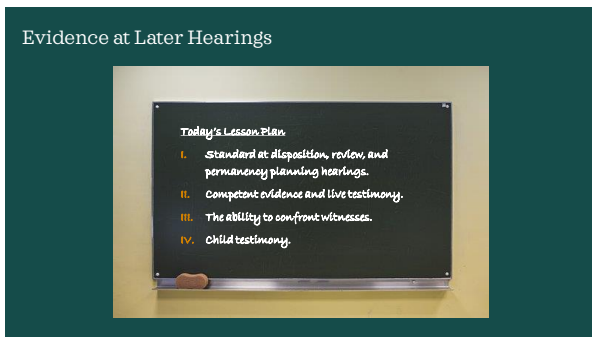 Evidence at Later Hearings
Today's Lesson Plan
I. Standard at disposition, review, and
permanency planning hearings.
II. Competent evidence and live testimony.
III. The ability to confront witnesses.
IV. Child testimony.